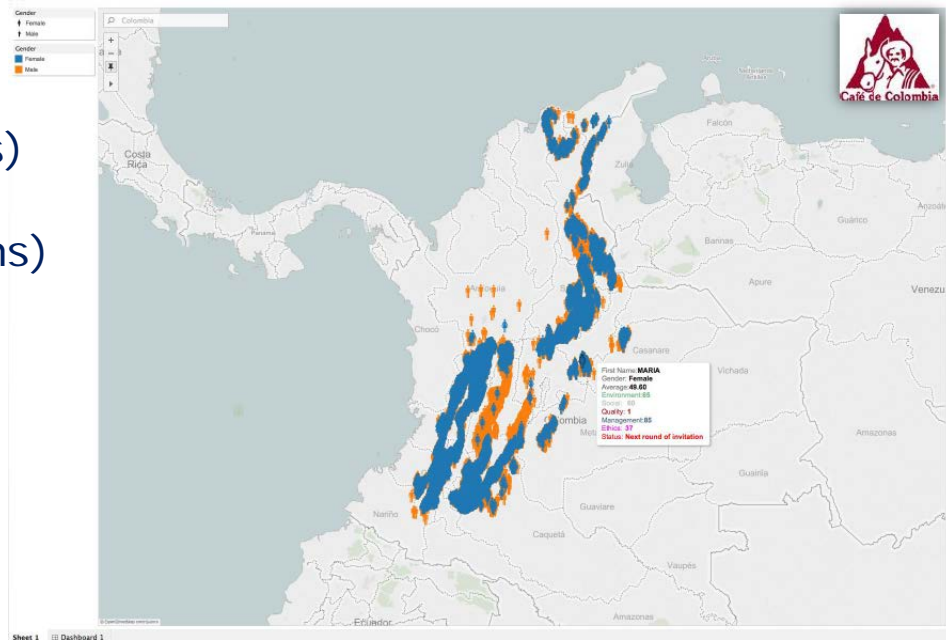 Gender
Female
Male
Gender
Female
Male
Colombia
Café de Colombia
s)
ns)
Costa
Rica
Panama
Falcón
Zulia
Guárico
Barinas
Apure
Venezu
Chocó
Casanare
Vichada
First Name: MARIA
Gender: Female
Average: 49.60
Environment: 65
Social: 60
Quality: 1
Management: 85
Ethics: 37
Status: Next round of invitation
ombia
Meta
Amazonas
Guainía
Nariño
Guaviare
Caquetá
Vaupés
Ecuador
Amazonas
Sheet 1
Dashboard 1